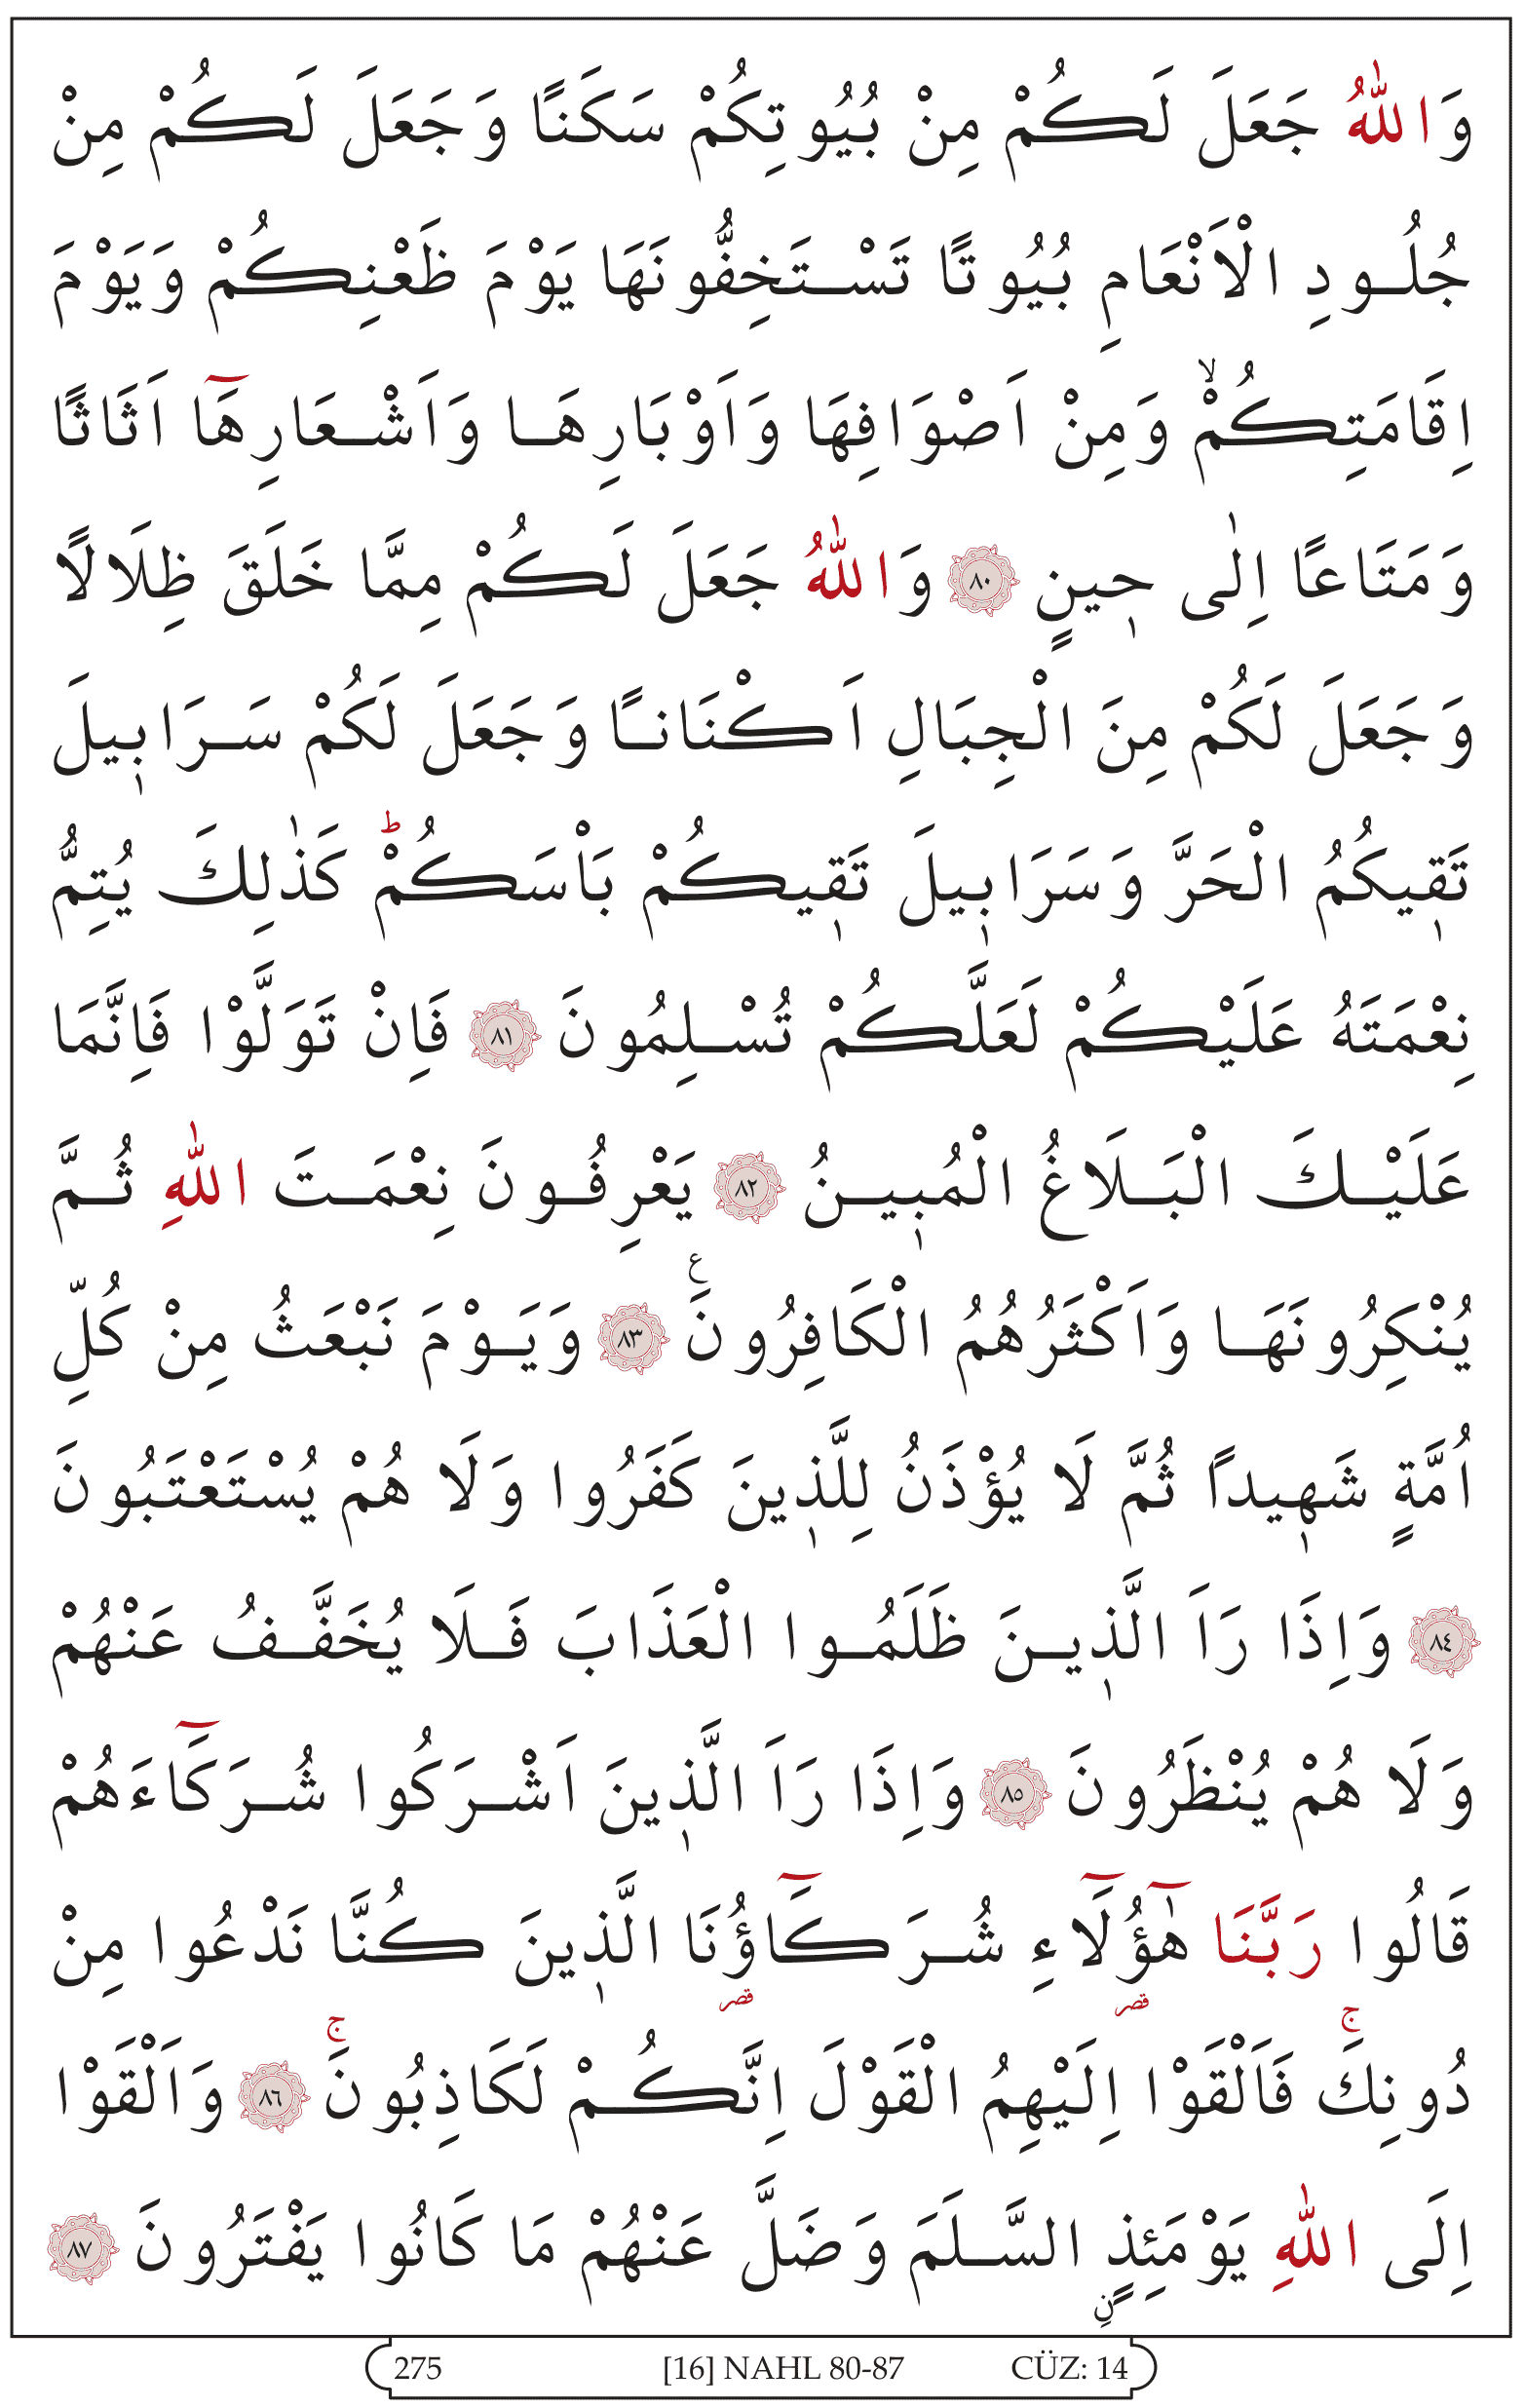 وَاللّٰهُ جَعَلَ لَكُمْ مِنْ بُيُوتِكُمْ سَكَنًا وَجَعَلَ لَكُمْ مِنْ
جُلُودِ الْاَنْعَامِ بُيُوتًا تَسْتَخِفُّونَهَا يَوْمَ ظَعْنِكُمْ وَيَوْمَ
اِقَامَتِكُمْۙ وَمِنْ اَصْوَافِهَا وَاَوْبَارِهَا وَاَشْعَارِهَٓا اَثَاثًا
وَمَتَاعًا اِلٰى ح۪ينٍ ﴿٨٠﴾ وَاللّٰهُ جَعَلَ لَكُمْ مِمَّا خَلَقَ ظِلَالًا
وَجَعَلَ لَكُمْ مِنَ الْجِبَالِ اَكْنَانًا وَجَعَلَ لَكُمْ سَرَاب۪يلَ
تَق۪يكُمُ الْحَرَّ وَسَرَاب۪يلَ تَق۪يكُمْ بَاْسَكُمْۜ كَذٰلِكَ يُتِمُّ
نِعْمَتَهُ عَلَيْكُمْ لَعَلَّكُمْ تُسْلِمُونَ ﴿٨١﴾ فَاِنْ تَوَلَّوْا فَاِنَّمَا
عَلَيْكَ الْبَلَاغُ الْمُب۪ينُ ﴿٨٢﴾ يَعْرِفُونَ نِعْمَتَ اللّٰهِ ثُمَّ
يُنْكِرُونَهَا وَاَكْثَرُهُمُ الْكَافِرُونَ ع ﴿٨٣﴾ وَيَوْمَ نَبْعَثُ مِنْ كُلِّ
اُمَّةٍ شَه۪يدًا ثُمَّ لَا يُؤْذَنُ لِلَّذ۪ينَ كَفَرُوا وَلَا هُمْ يُسْتَعْتَبُونَ
﴿٨٤﴾ وَاِذَا رَاَ الَّذ۪ينَ ظَلَمُوا الْعَذَابَ فَلَا يُخَفَّفُ عَنْهُمْ
وَلَا هُمْ يُنْظَرُونَ ﴿٨٥﴾ وَاِذَا رَاَ الَّذ۪ينَ اَشْرَكُوا شُرَكَٓاءَهُمْ
قَالُوا رَبَّنَا هٰٓؤُ۬لَٓاءِ شُرَكَٓاؤُ۬نَا الَّذ۪ينَ كُنَّا نَدْعُوا مِنْ
دُونِكَۚ فَاَلْقَوْا اِلَيْهِمُ الْقَوْلَ اِنَّكُمْ لَكَاذِبُونَۚ ﴿٨٦﴾ وَاَلْقَوْا
اِلَى اللّٰهِ يَوْمَئِذٍۨ السَّلَمَ وَضَلَّ عَنْهُمْ مَا كَانُوا يَفْتَرُونَ ﴿٨٧﴾
275 [16] NAHL 80-87 CÜZ: 14